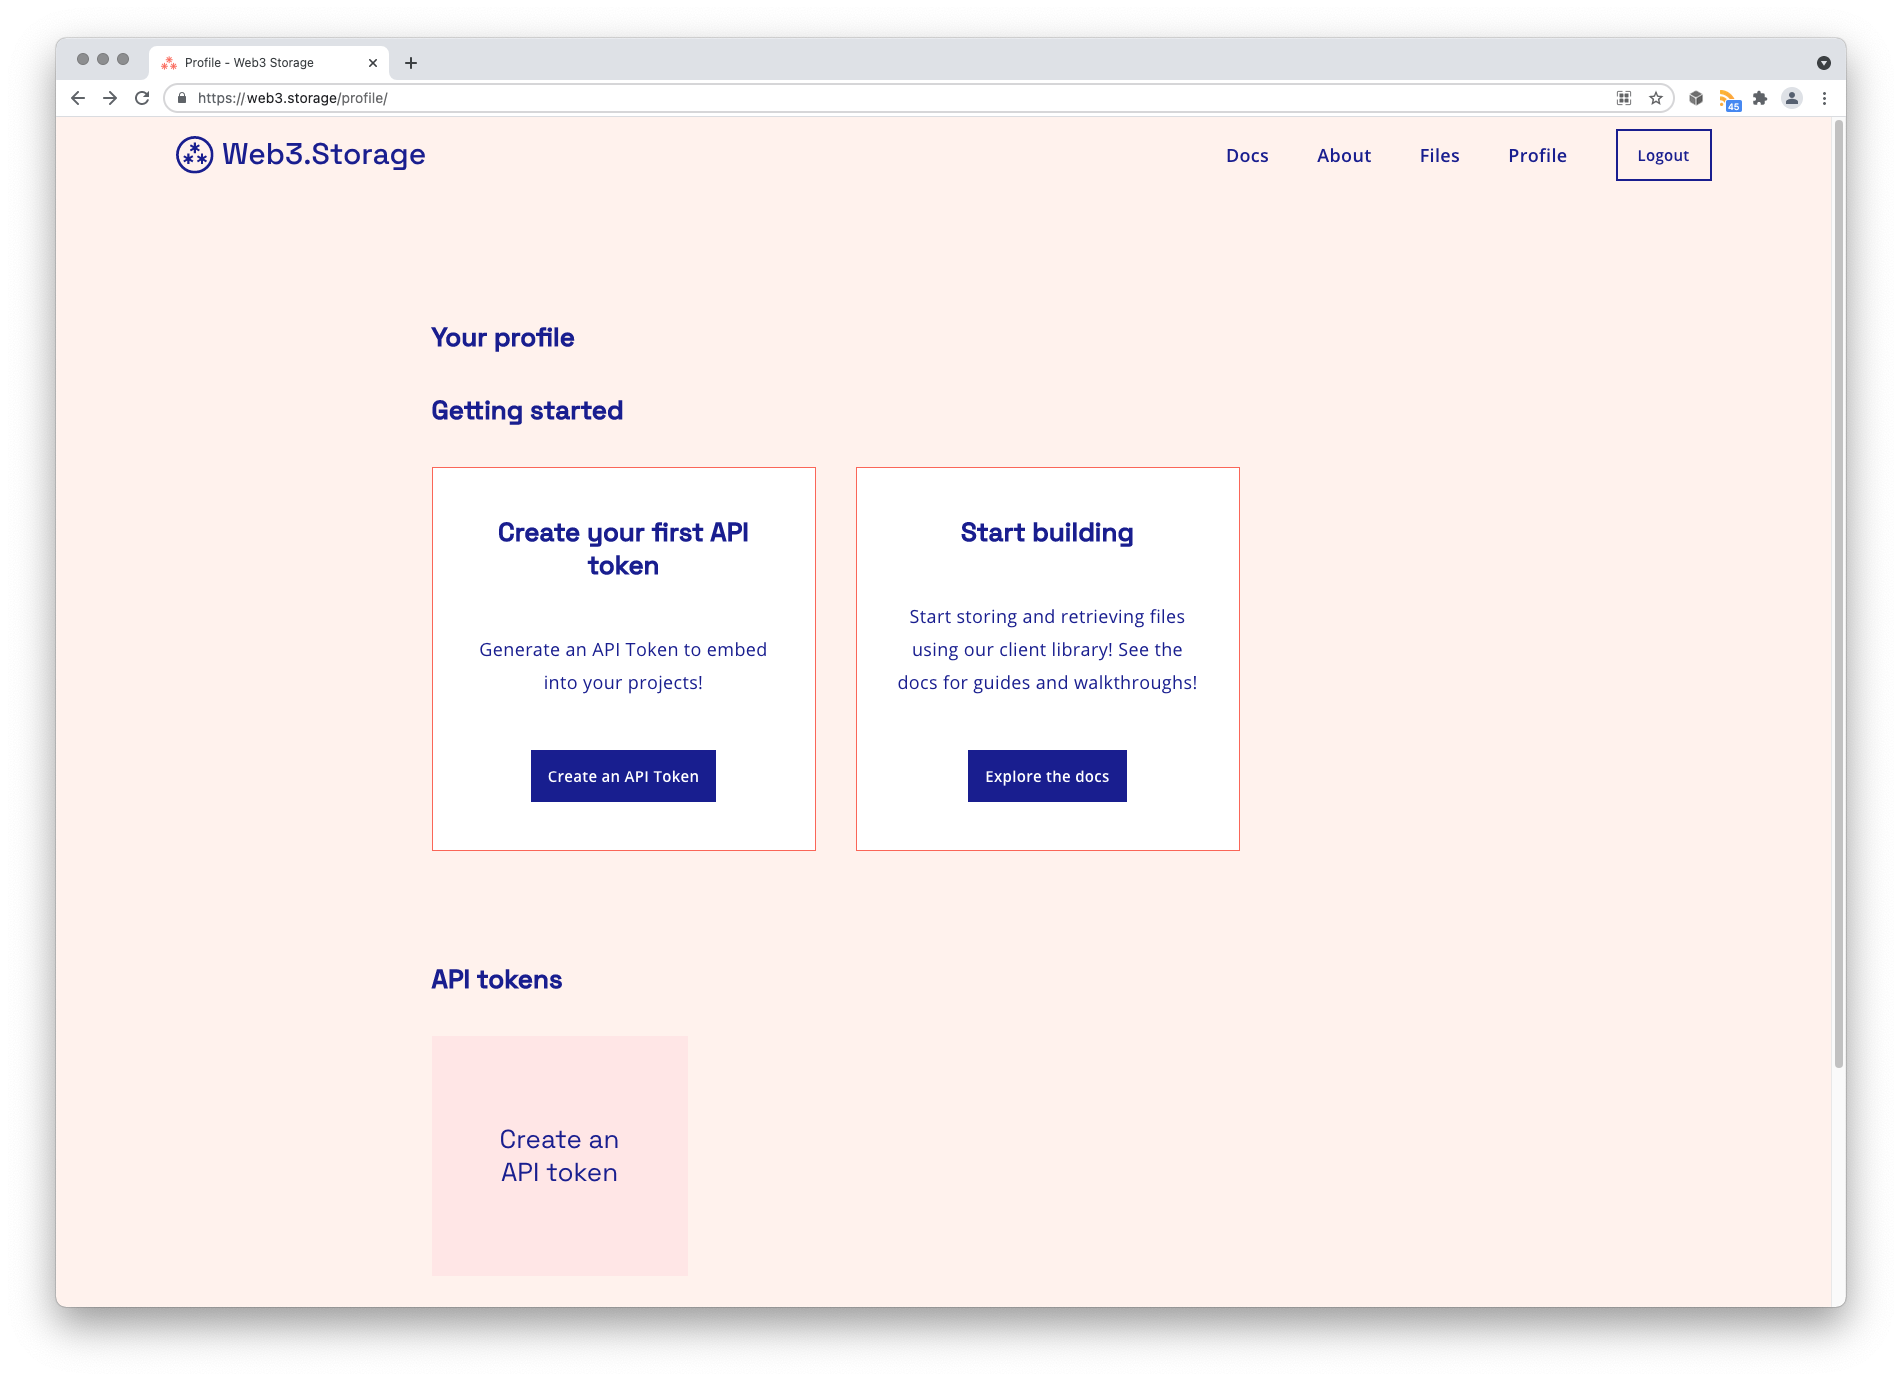 Profile - Web3 Storage
https://web3.storage/profile/
45
Web3.Storage
Docs
About
Files
Profile
Logout
Your profile
Getting started
Create your first API
token
Generate an API Token to embed
into your projects!
Create an API Token
Start building
Start storing and retrieving files
using our client library! See the
docs for guides and walkthroughs!
Explore the docs
API tokens
Create an
API token